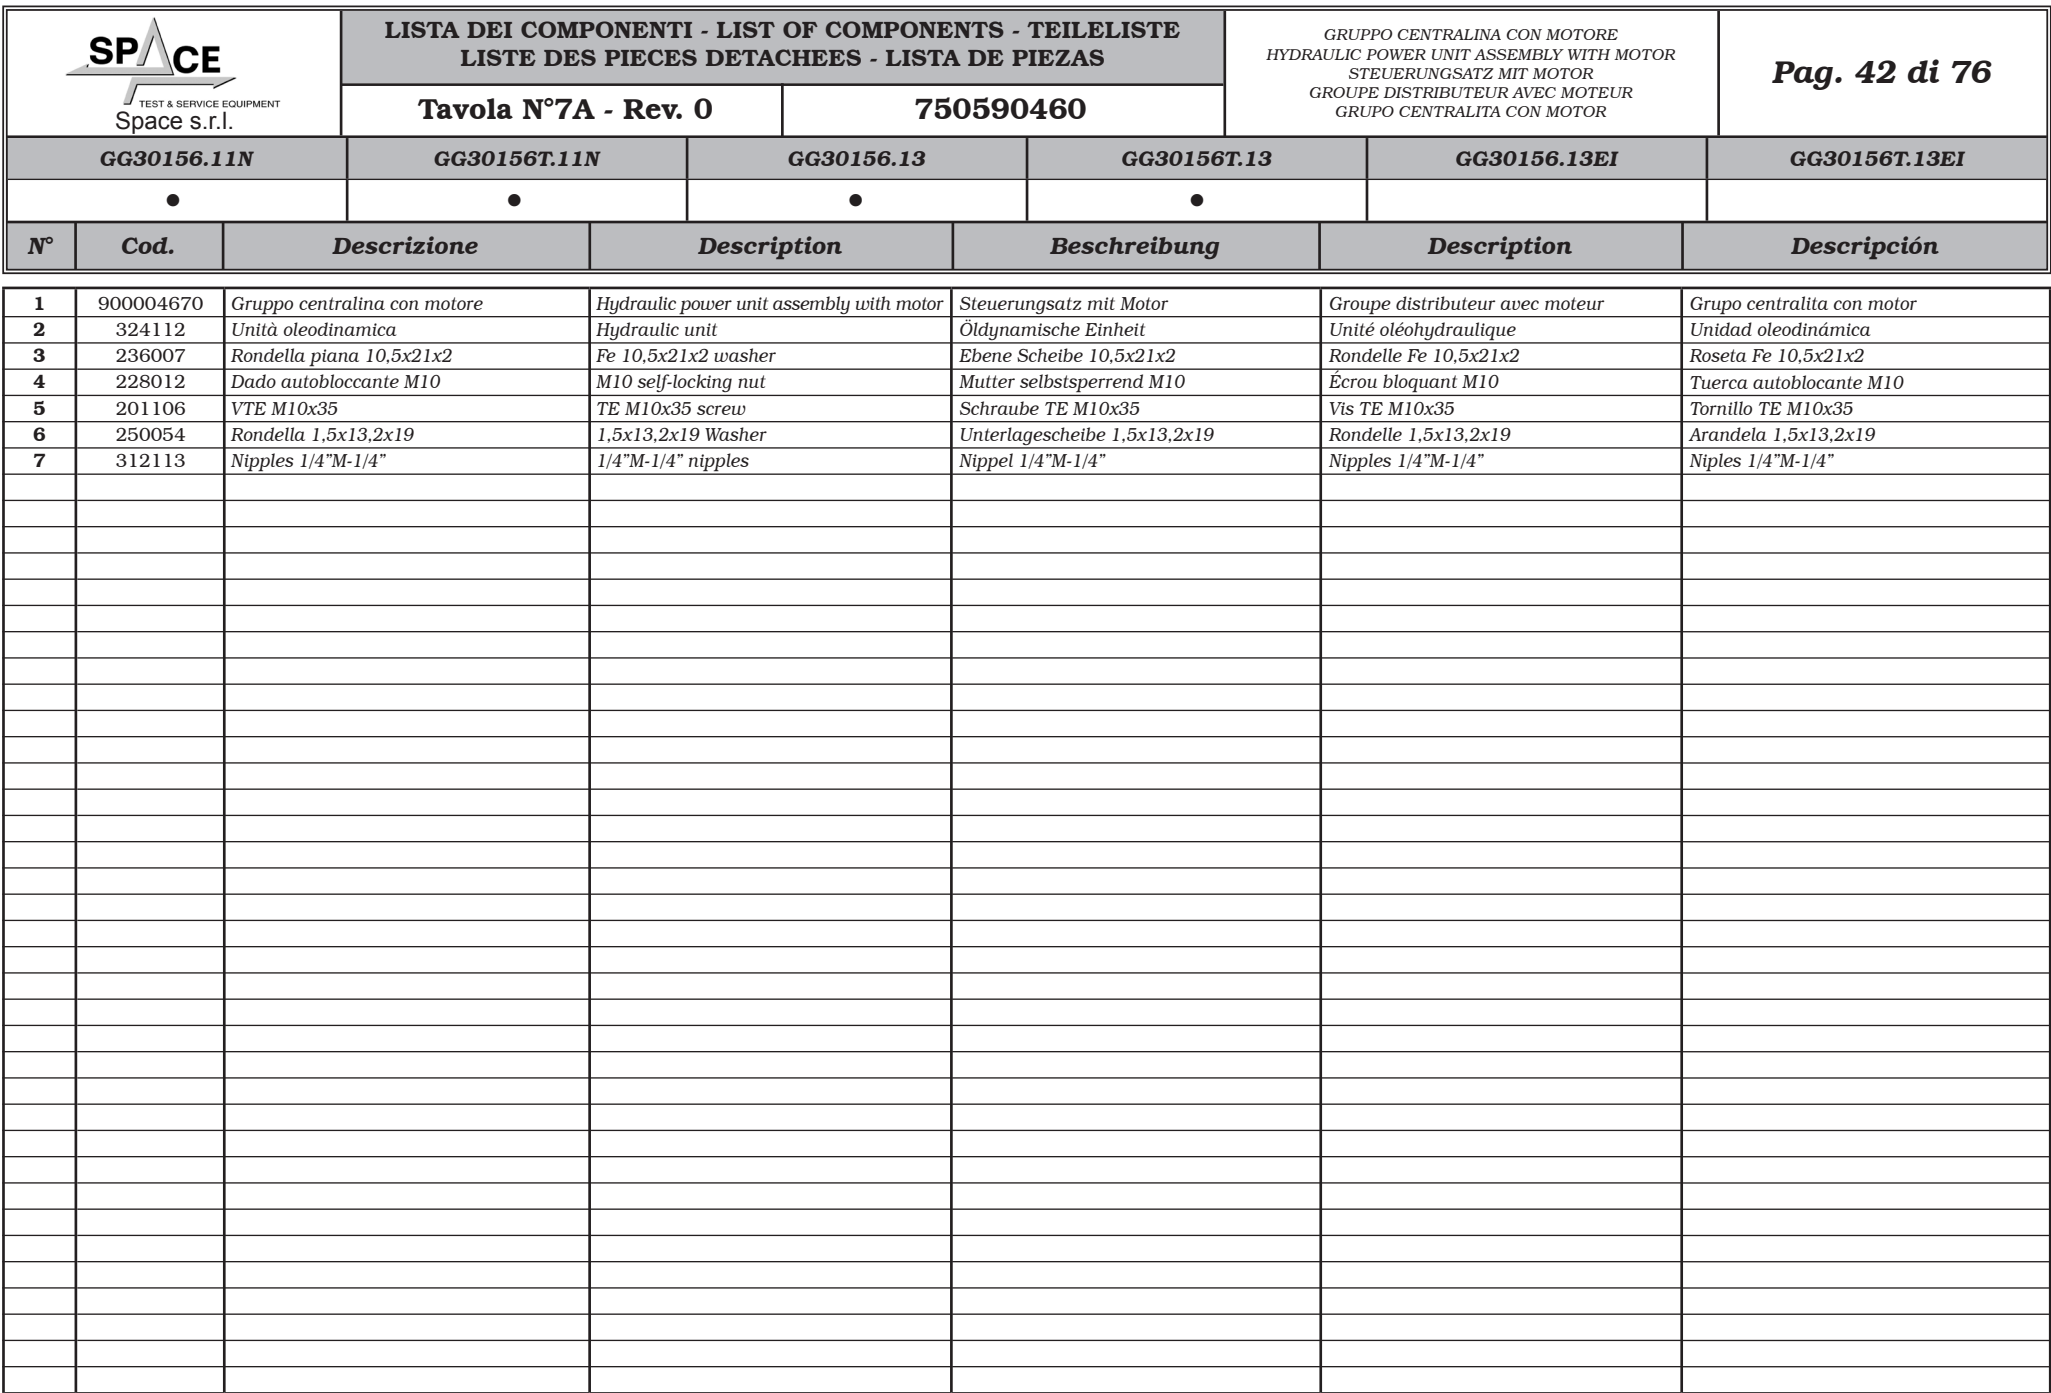 SPACE
TEST & SERVICE EQUIPMENT
Space s.r.l.
LISTA DEI COMPONENTI - LIST OF COMPONENTS - TEILELISTE
LISTE DES PIECES DETACHEES - LISTA DE PIEZAS
Tavola N°7A - Rev. 0 750590460
GRUPPO CENTRALINA CON MOTORE
HYDRAULIC POWER UNIT ASSEMBLY WITH MOTOR
STEUERUNGSATZ MIT MOTOR
GROUPE DISTRIBUTEUR AVEC MOTEUR
GRUPO CENTRALITA CON MOTOR
Pag. 42 di 76
GG30156.11N GG30156T.11N GG30156.13 GG30156T.13 GG30156.13EI GG30156T.13EI
● ● ● ●
N° Cod. Descrizione Description Beschreibung Description Descripción
1 900004670 Gruppo centralina con motore Hydraulic power unit assembly with motor Steuerungsatz mit Motor Groupe distributeur avec moteur Grupo centralita con motor
2 324112 Unità oleodinamica Hydraulic unit Öldynamische Einheit Unité oléohydraulique Unidad oleodinámica
3 236007 Rondella piana 10,5x21x2 Fe 10,5x21x2 washer Ebene Scheibe 10,5x21x2 Rondelle Fe 10,5x21x2 Roseta Fe 10,5x21x2
4 228012 Dado autobloccante M10 M10 self-locking nut Mutter selbstsperrend M10 Écrou bloquant M10 Tuerca autoblocante M10
5 201106 VTE M10x35 TE M10x35 screw Schraube TE M10x35 Vis TE M10x35 Tornillo TE M10x35
6 250054 Rondella 1,5x13,2x19 1,5x13,2x19 Washer Unterlagescheibe 1,5x13,2x19 Rondelle 1,5x13,2x19 Arandela 1,5x13,2x19
7 312113 Nipples 1/4”M-1/4” 1/4”M-1/4” nipples Nippel 1/4”M-1/4” Nipples 1/4”M-1/4” Niples 1/4”M-1/4”